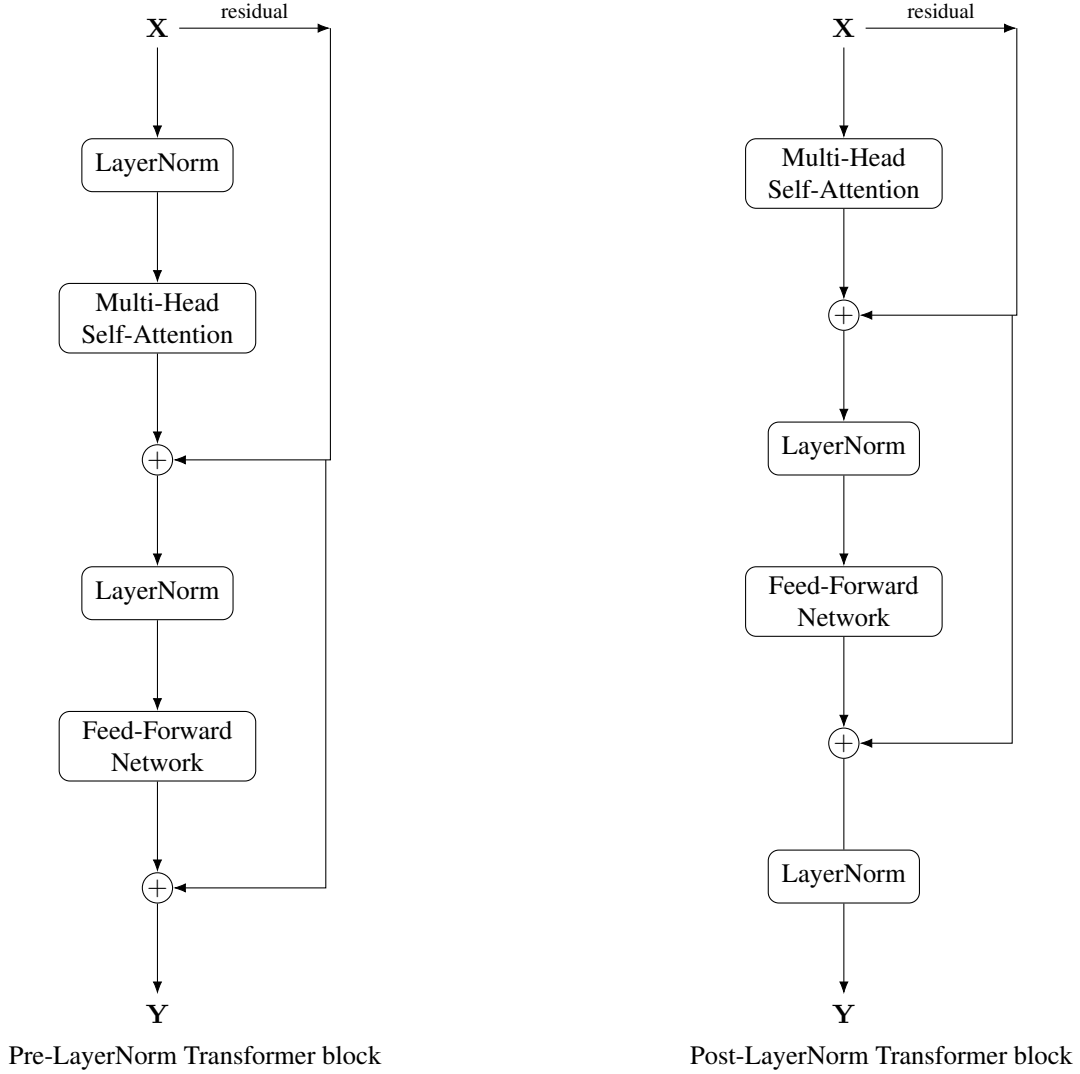 X
residual
LayerNorm
Multi-Head
Self-Attention
+
LayerNorm
Feed-Forward
Network
+
Y
Pre-LayerNorm Transformer block
X
residual
Multi-Head
Self-Attention
+
LayerNorm
Feed-Forward
Network
+
LayerNorm
Y
Post-LayerNorm Transformer block